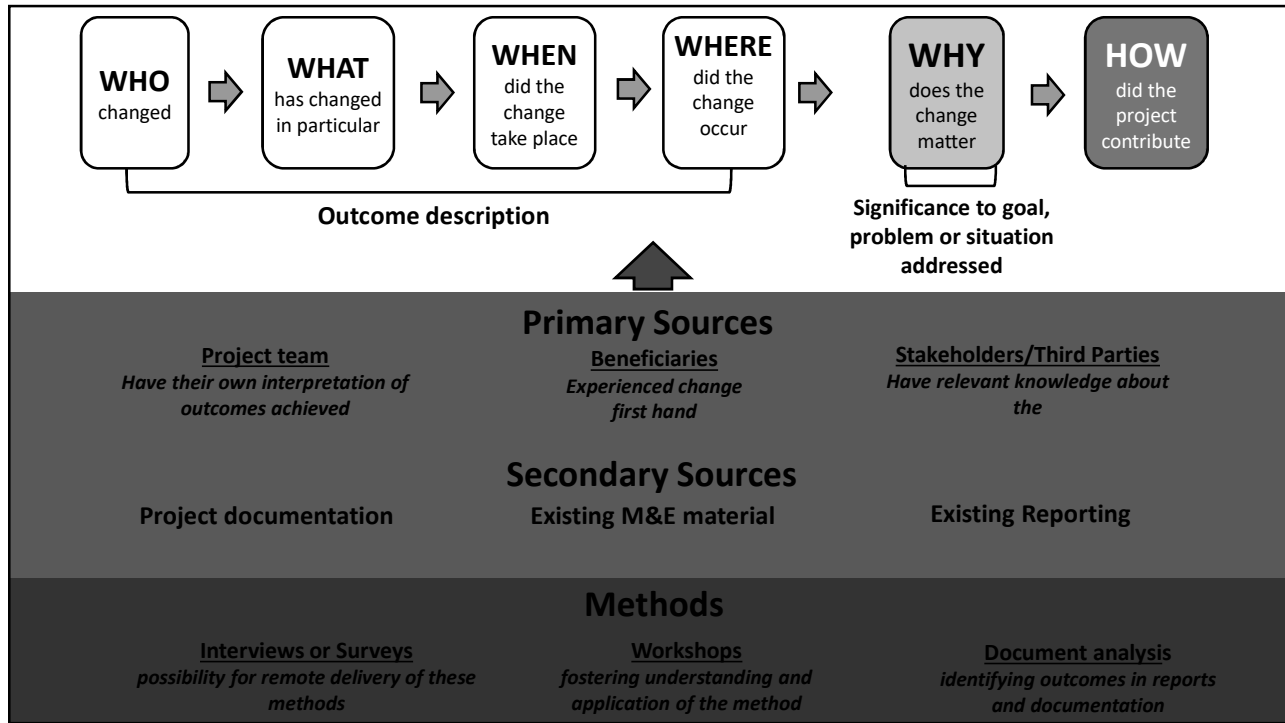 WHO
changed
WHAT
has changed
in particular
WHEN
did the
change
take place
WHERE
did the
change
occur
WHY
does the
change
matter
HOW
did the
project
contribute
Outcome description
Significance to goal,
problem or situation
addressed
Primary Sources
Project team
Have their own interpretation of
outcomes achieved
Beneficiaries
Experienced change
first hand
Stakeholders/Third Parties
Have relevant knowledge about
the
Secondary Sources
Project documentation
Existing M&E material
Existing Reporting
Methods
Interviews or Surveys
possibility for remote delivery of these
methods
Workshops
fostering understanding and
application of the method
Document analysis
identifying outcomes in reports
and documentation